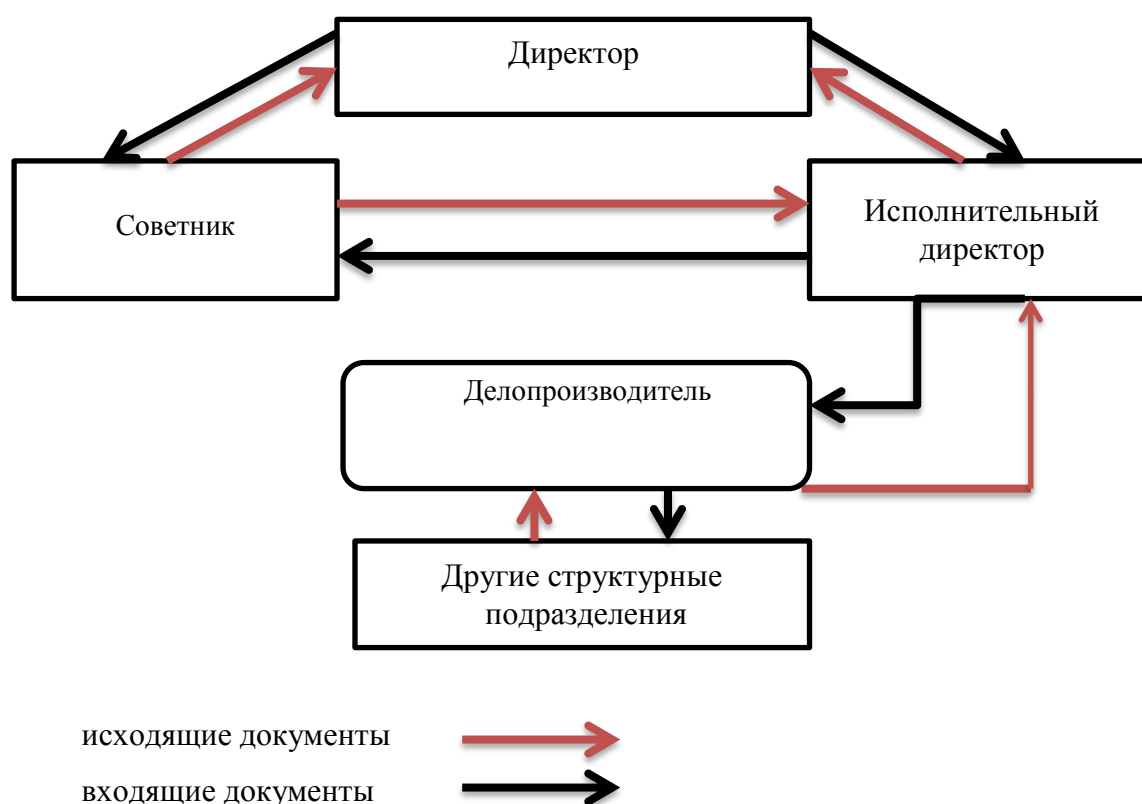 Директор
Советник
Исполнительный
директор
Делопроизводитель
Другие структурные
подразделения
исходящие документы
входящие документы